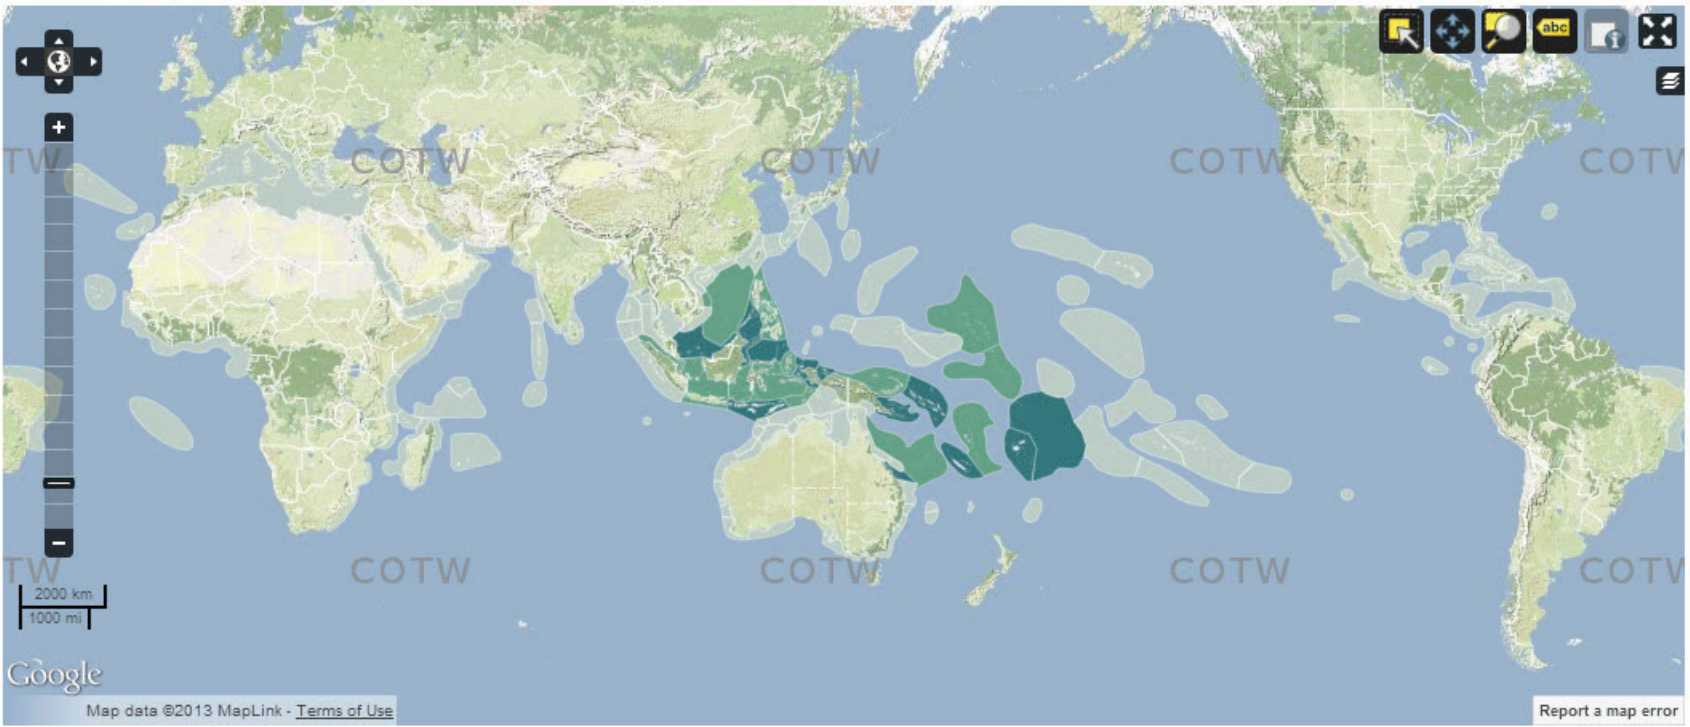 abc
+
TW COTW COTW COTW COTW
−
TW COTW COTW COTW COTW
2000 km
1000 mi
Google
Map data ©2013 MapLink - Terms of Use
Report a map error